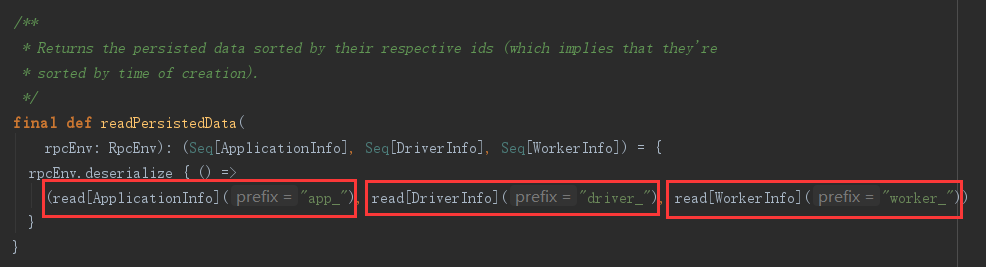 /**
 * Returns the persisted data sorted by their respective ids (which implies that they're
 * sorted by time of creation).
 */
final def readPersistedData(
    rpcEnv: RpcEnv): (Seq[ApplicationInfo], Seq[DriverInfo], Seq[WorkerInfo]) = {
  rpcEnv.deserialize { () =>
    (read[ApplicationInfo]( prefix = "app_"), read[DriverInfo]( prefix = "driver_"), read[WorkerInfo]( prefix = "worker_"))
  }
}